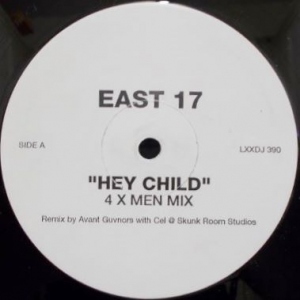 EAST 17
SIDE A
LXXDJ 390
"HEY CHILD"
4 X MEN MIX
Remix by Avant Guvnors with Cel @ Skunk Room Studios